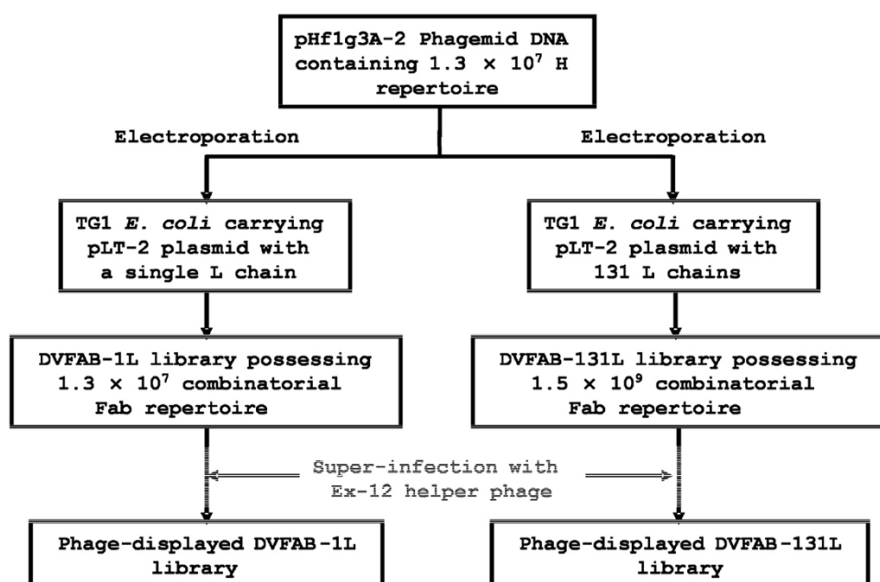 pHf1g3A-2 Phagemid DNA
containing 1.3 × 10⁷ H
repertoire
Electroporation
Electroporation
TG1 E. coli carrying
pLT-2 plasmid with
a single L chain
TG1 E. coli carrying
pLT-2 plasmid with
131 L chains
DVFAB-1L library possessing
1.3 × 10⁷ combinatorial
Fab repertoire
DVFAB-131L library possessing
1.5 × 10⁹ combinatorial
Fab repertoire
Super-infection with
Ex-12 helper phage
Phage-displayed DVFAB-1L
library
Phage-displayed DVFAB-131L
library